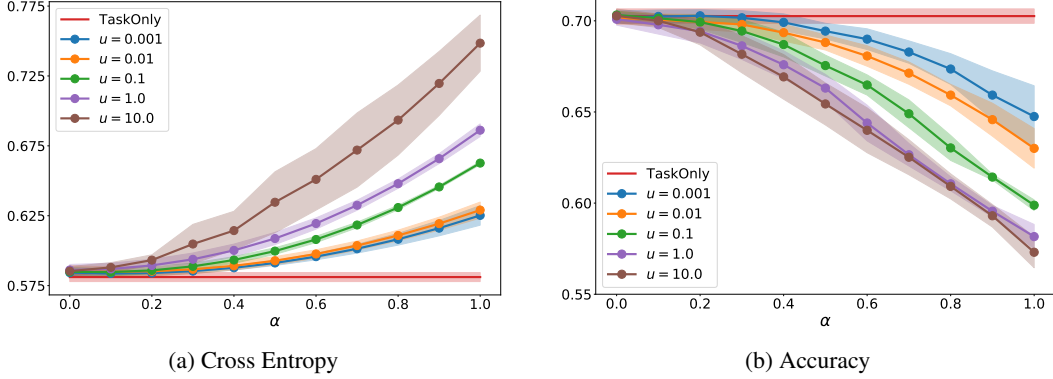 0.775
0.725
0.675
0.625
0.575
0.0 0.2 0.4 0.6 0.8 1.0
α
TaskOnly
u = 0.001
u = 0.01
u = 0.1
u = 1.0
u = 10.0
(a) Cross Entropy
0.70
0.65
0.60
0.55
0.0 0.2 0.4 0.6 0.8 1.0
α
TaskOnly
u = 0.001
u = 0.01
u = 0.1
u = 1.0
u = 10.0
(b) Accuracy